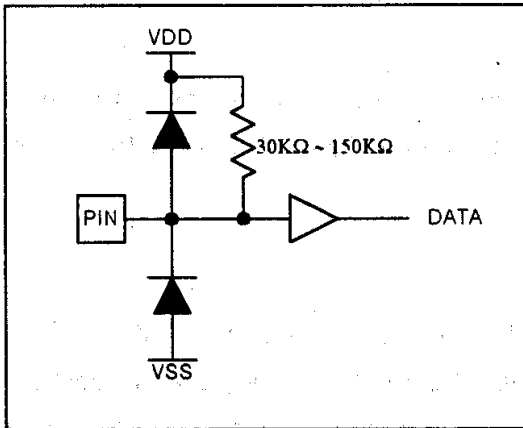 VDD
30KΩ ~ 150KΩ
PIN
DATA
VSS